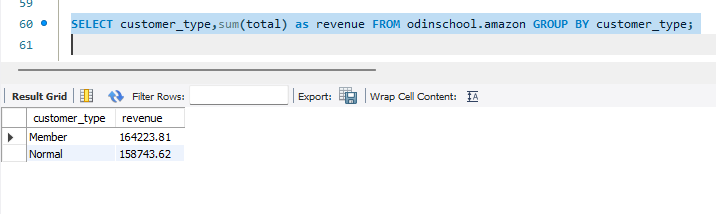 59
60 SELECT customer_type,sum(total) as revenue FROM odinschool.amazon GROUP BY customer_type;
61
Result Grid Filter Rows: Export: Wrap Cell Content: IA
customer_type revenue
Member 164223.81
Normal 158743.62